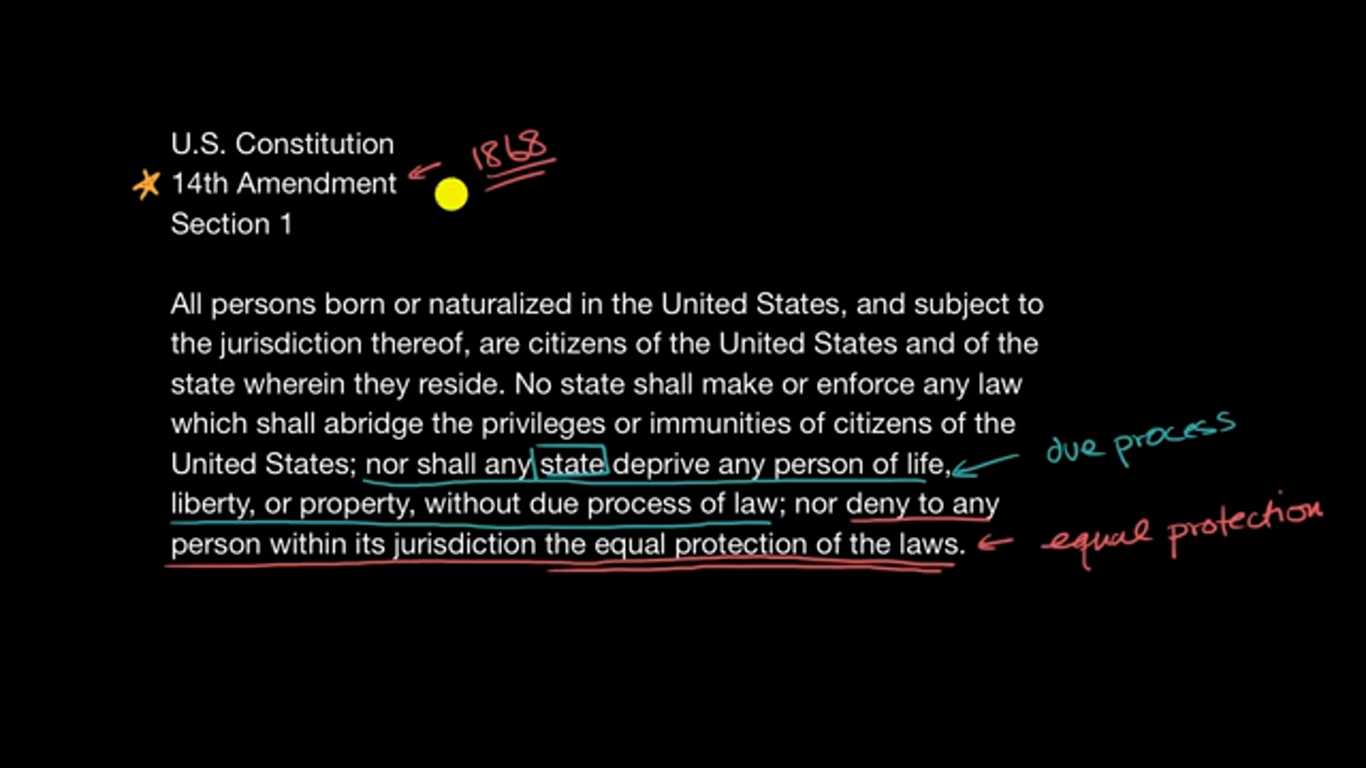 U.S. Constitution
1868
14th Amendment
Section 1
All persons born or naturalized in the United States, and subject to
the jurisdiction thereof, are citizens of the United States and of the
state wherein they reside. No state shall make or enforce any law
which shall abridge the privileges or immunities of citizens of the
United States; nor shall any state deprive any person of life,
due process
liberty, or property, without due process of law; nor deny to any
person within its jurisdiction the equal protection of the laws.
equal protection